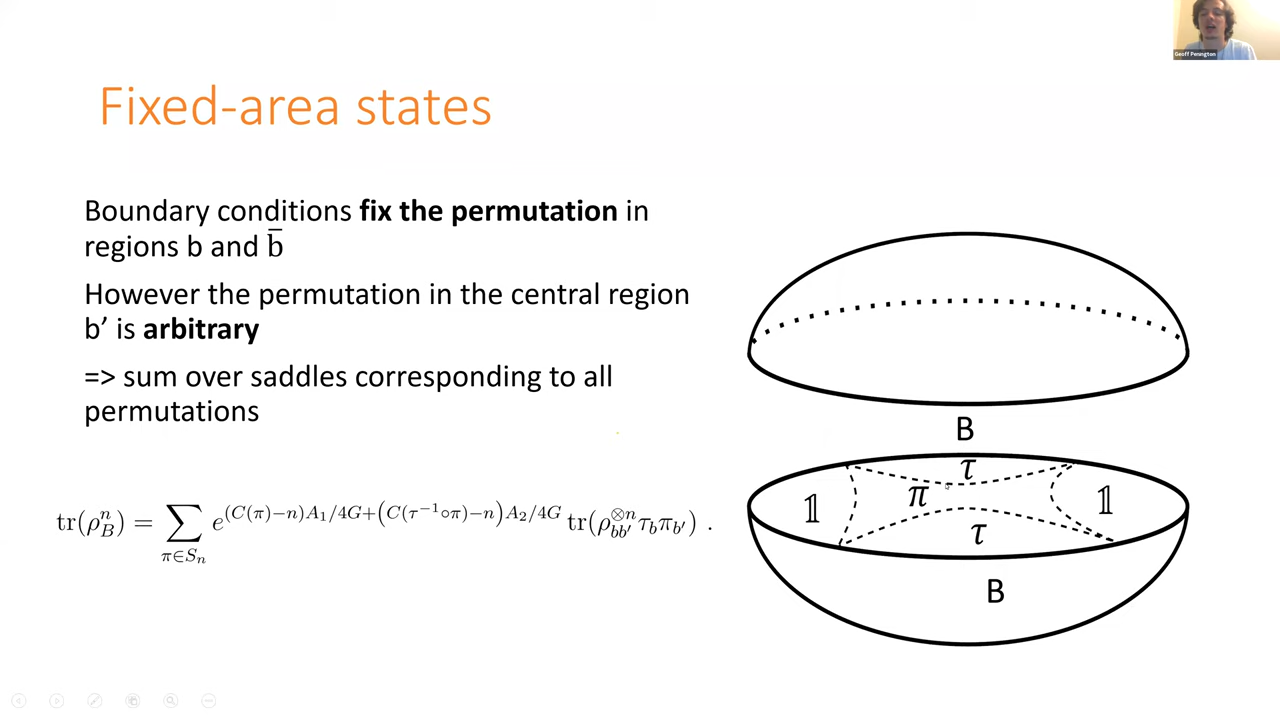 Geoff Penington
Fixed-area states
Boundary conditions fix the permutation in
regions b and b̄
However the permutation in the central region
b’ is arbitrary
=> sum over saddles corresponding to all
permutations
tr(ρ_B^n) = ∑_{π∈S_n} e^{(C(π)−n)A_1/4G+(C(τ^{−1}∘π)−n)A_2/4G} tr(ρ_{bb′}^{⊗n} τ_b π_{b′}) .
B
τ
π
𝟙
𝟙
τ
B